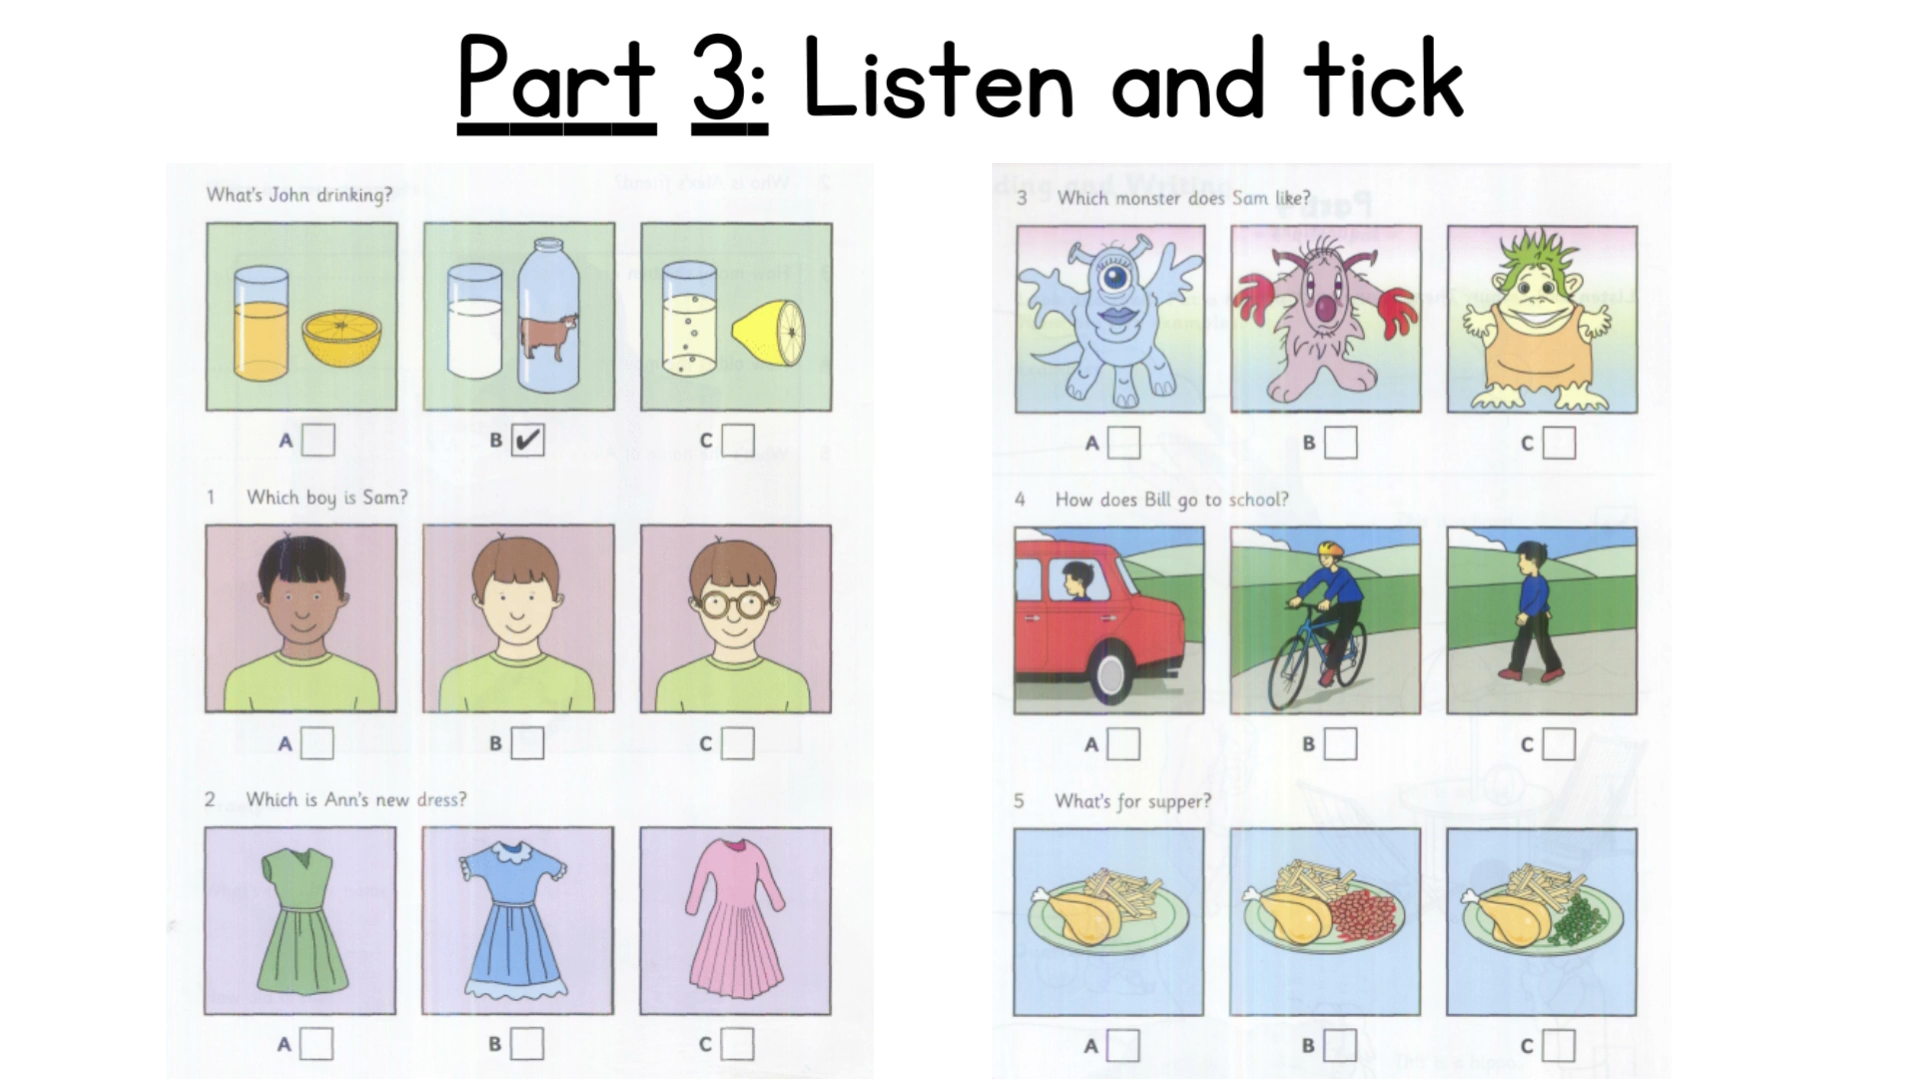 Part 3: Listen and tick
What's John drinking?
A B C
1 Which boy is Sam?
A B C
2 Which is Ann's new dress?
A B C
3 Which monster does Sam like?
A B C
4 How does Bill go to school?
A B C
5 What's for supper?
A B C